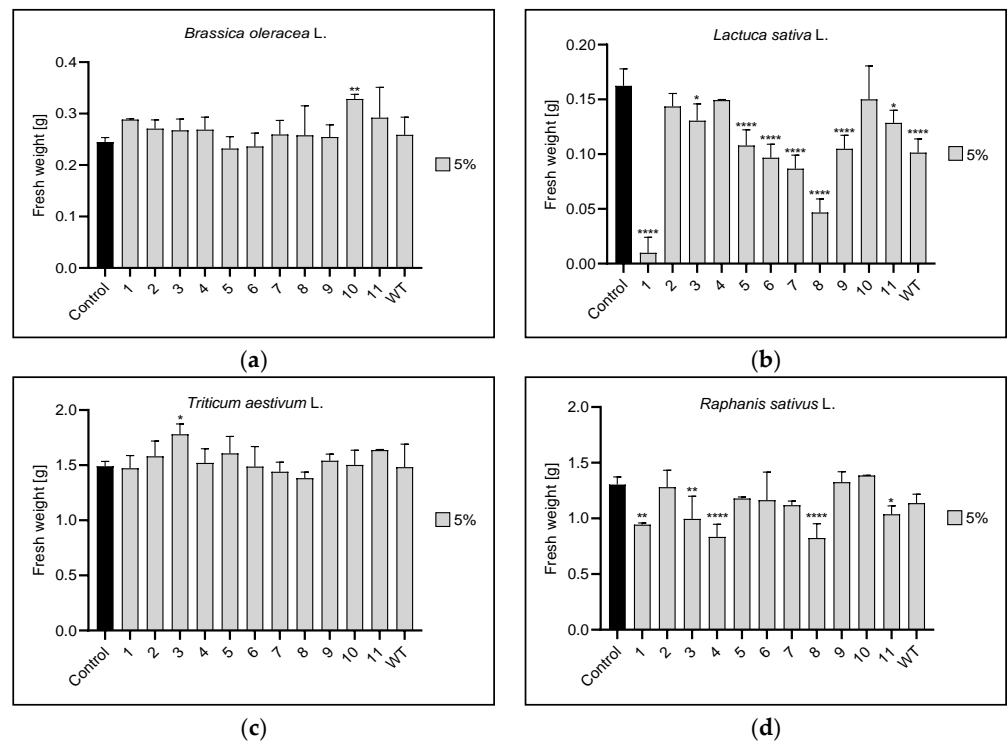 Brassica oleracea L.
Fresh weight [g]
0.4
0.3
0.2
0.1
0.0
**
5%
Control 1 2 3 4 5 6 7 8 9 10 11 WT
(a)
Lactuca sativa L.
Fresh weight [g]
0.20
0.15
0.10
0.05
0.00
**** * **** **** **** **** **** * ****
5%
Control 1 2 3 4 5 6 7 8 9 10 11 WT
(b)
Triticum aestivum L.
Fresh weight [g]
2.0
1.5
1.0
0.5
0.0
*
5%
Control 1 2 3 4 5 6 7 8 9 10 11 WT
(c)
Raphanis sativus L.
Fresh weight [g]
2.0
1.5
1.0
0.5
0.0
** ** **** **** *
5%
Control 1 2 3 4 5 6 7 8 9 10 11 WT
(d)